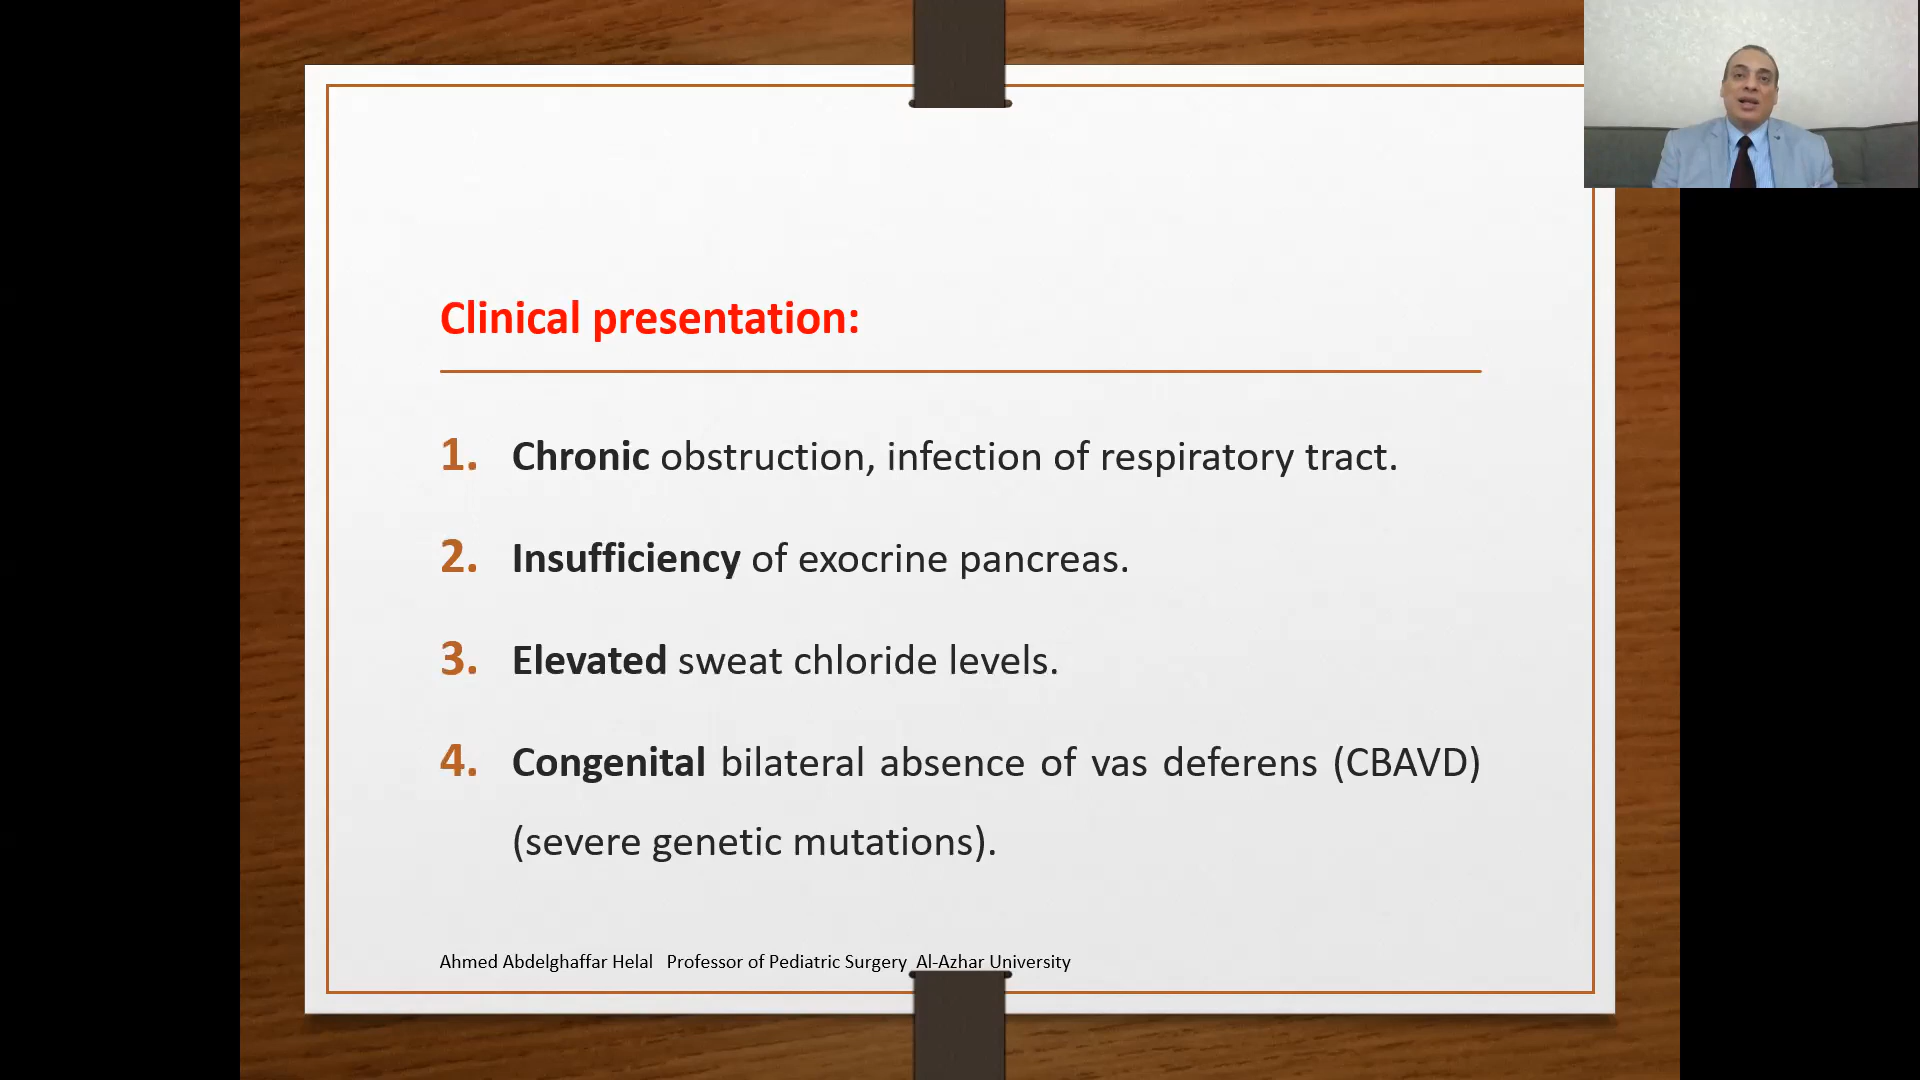 Clinical presentation:
1. Chronic obstruction, infection of respiratory tract.
2. Insufficiency of exocrine pancreas.
3. Elevated sweat chloride levels.
4. Congenital bilateral absence of vas deferens (CBAVD)
(severe genetic mutations).
Ahmed Abdelghaffar Helal Professor of Pediatric Surgery Al-Azhar University